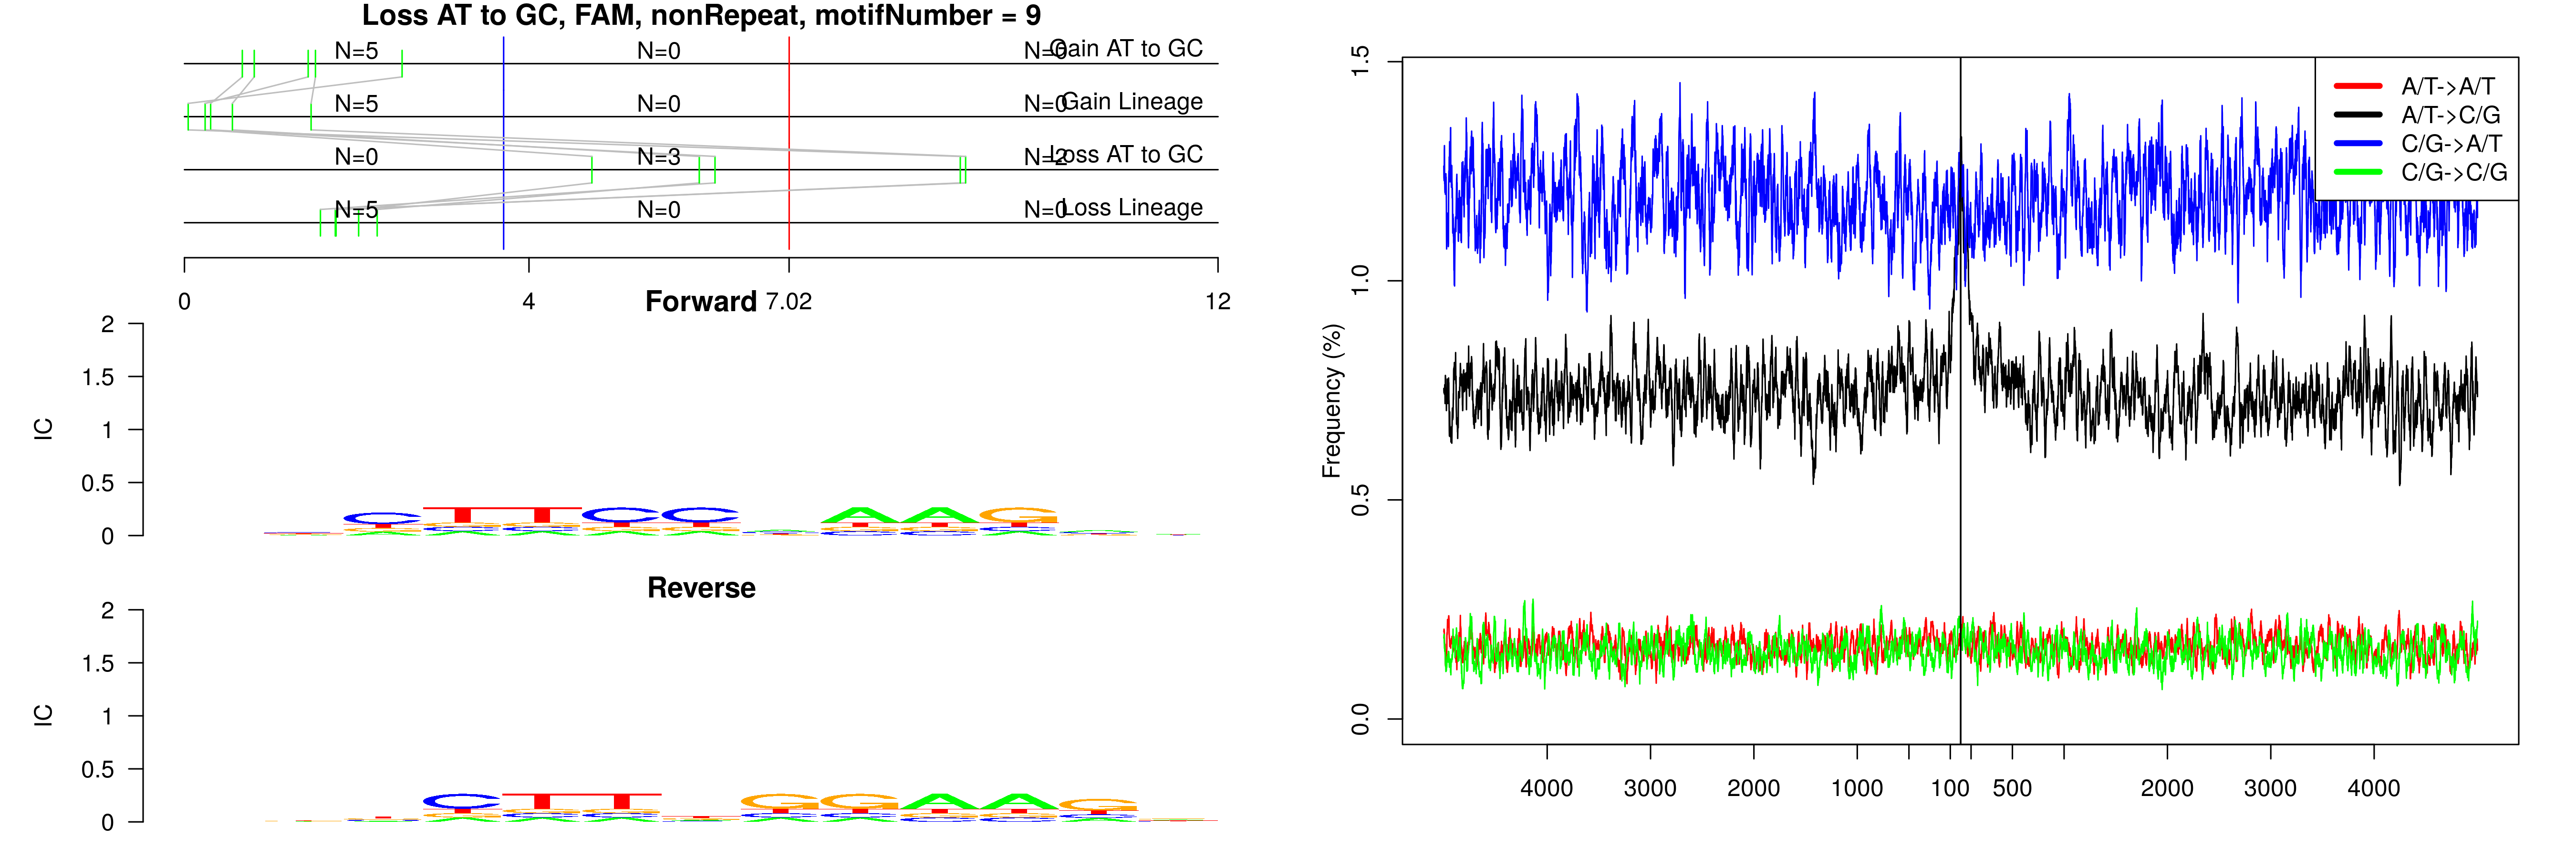 Loss AT to GC, FAM, nonRepeat, motifNumber = 9
N=5 N=0 N=0 Gain AT to GC
N=5 N=0 N=0 Gain Lineage
N=0 N=3 N=2 Loss AT to GC
N=5 N=0 N=0 Loss Lineage
0 4 7.02 12
Forward
2
1.5
1
0.5
0
IC
C T T C C A A G
Reverse
2
1.5
1
0.5
0
IC
C T T G G A A G
1.5
1.0
0.5
0.0
Frequency (%)
A/T->A/T
A/T->C/G
C/G->A/T
C/G->C/G
4000 3000 2000 1000 100 500 2000 3000 4000